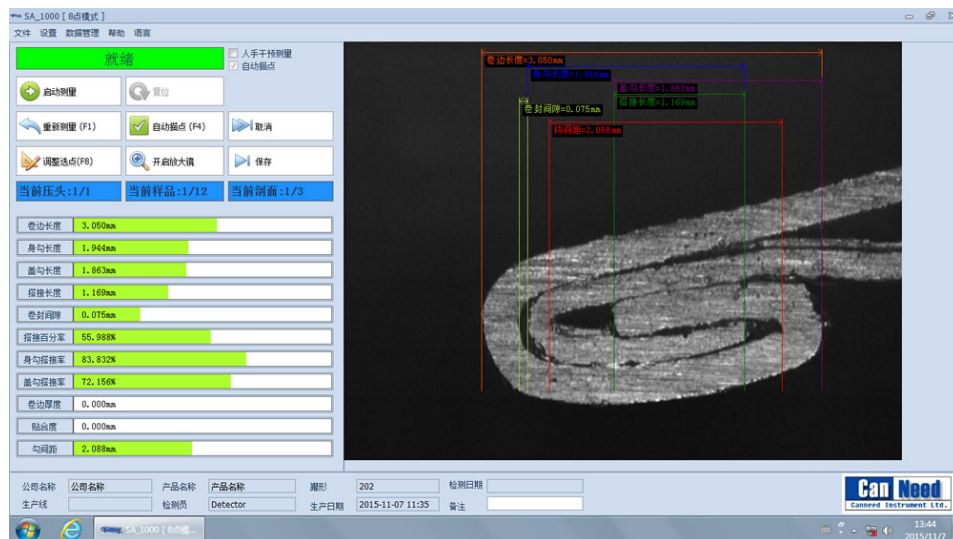 SA_1000 [ 8点模式 ]
文件 设置 数据管理 帮助 语言
就绪
人手干预测量
自动描点
启动测量
复位
重新测量 (F1)
自动描点 (F4)
取消
调整选点(F8)
开启放大镜
保存
当前压头:1/1
当前样品:1/12
当前剖面:1/3
卷边长度 3.050mm
身勾长度 1.944mm
盖勾长度 1.863mm
搭接长度 1.169mm
卷封间隙 0.075mm
搭接百分率 55.988%
身勾搭接率 83.832%
盖勾搭接率 72.156%
卷边厚度 0.000mm
贴合度 0.000mm
勾间距 2.088mm
卷边长度=3.050mm
身勾长度=1.944mm
盖勾长度=1.863mm
搭接长度=1.169mm
卷封间隙=0.075mm
勾间距=2.088mm
公司名称 公司名称 产品名称 产品名称 罐形 202 检测日期
生产线 检测员 Detector 生产日期 2015-11-07 11:35 备注
Can Need
Canneed Instrument Ltd.
SA_1000 [ 8点模...
13:44
2015/11/7